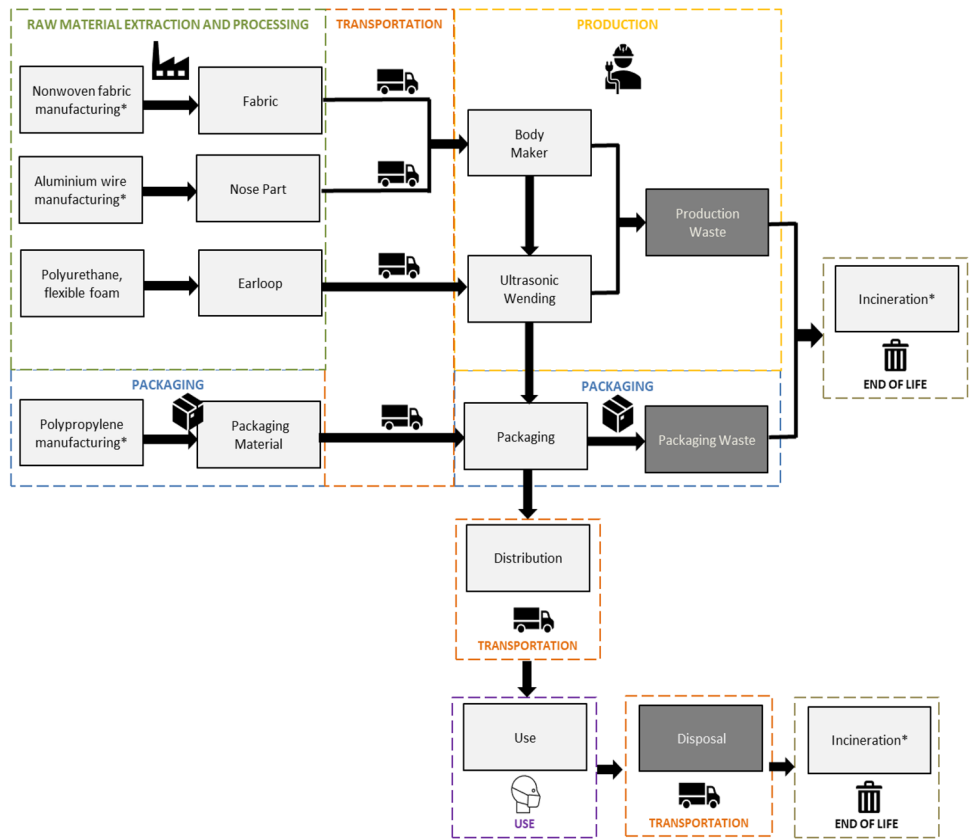 RAW MATERIAL EXTRACTION AND PROCESSING
TRANSPORTATION
PRODUCTION
Nonwoven fabric
manufacturing*
Fabric
Body
Maker
Aluminium wire
manufacturing*
Nose Part
Production
Waste
Polyurethane,
flexible foam
Earloop
Ultrasonic
Wending
Incineration*
END OF LIFE
PACKAGING
PACKAGING
Polypropylene
manufacturing*
Packaging
Material
Packaging
Packaging Waste
Distribution
TRANSPORTATION
Use
USE
Disposal
TRANSPORTATION
Incineration*
END OF LIFE